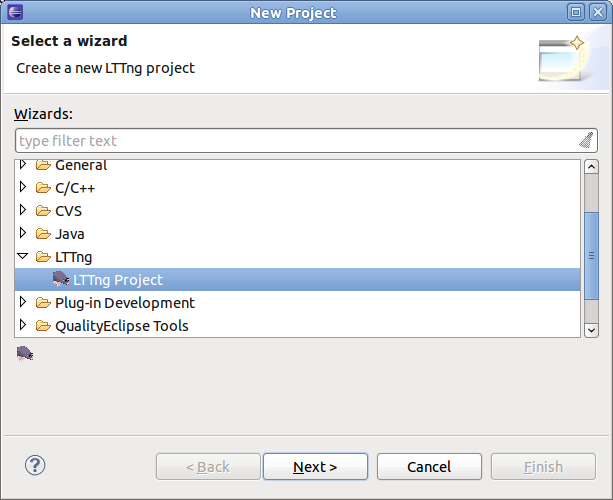 New Project
Select a wizard
Create a new LTTng project
Wizards:
type filter text
General
C/C++
CVS
Java
LTTng
LTTng Project
Plug-in Development
QualityEclipse Tools
?
< Back Next > Cancel Finish